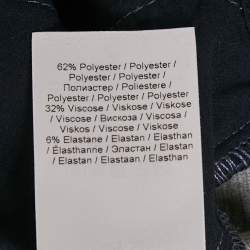 62% Polyester / Polyester /
Polyester / Polyester /
Полиэстер / Poliestere /
Polyester / Polyester / Polyester
32% Viscose / Viskose / Viskose
/ Viscose / Вискоза / Viscosa /
Viskos / Viscose / Viskose
6% Elastane / Elastan / Elasthan
/ Élasthanne / Эластан / Elastan
/ Elastan / Elastaan / Elasthan